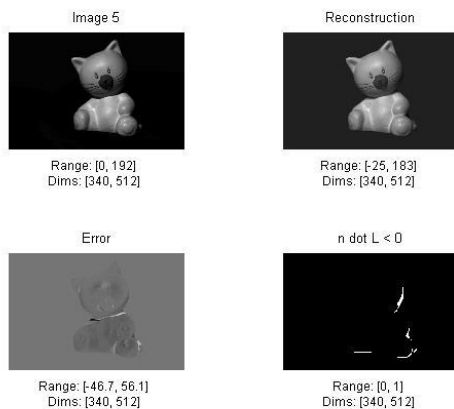 Image 5
Reconstruction
Range: [0, 192]
Dims: [340, 512]
Range: [-25, 183]
Dims: [340, 512]
Error
n dot L < 0
Range: [-46.7, 56.1]
Dims: [340, 512]
Range: [0, 1]
Dims: [340, 512]